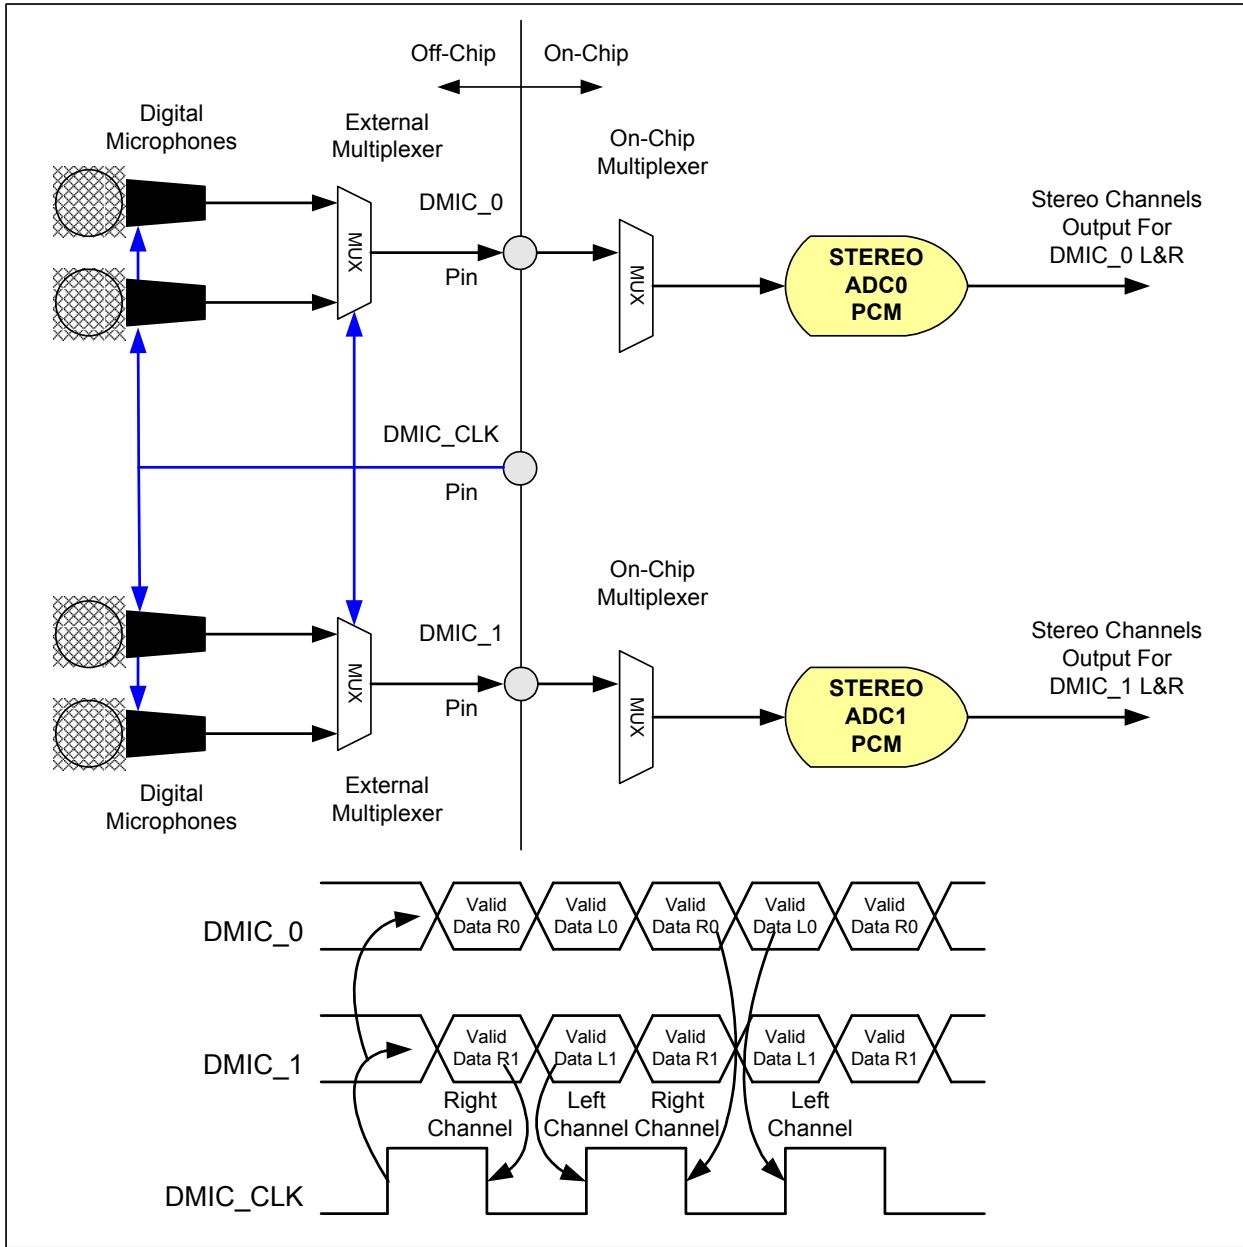 Off-Chip
On-Chip
Digital
Microphones
External
Multiplexer
On-Chip
Multiplexer
DMIC_0
Pin
MUX
MUX
STEREO
ADC0
PCM
Stereo Channels
Output For
DMIC_0 L&R
DMIC_CLK
Pin
On-Chip
Multiplexer
DMIC_1
Pin
MUX
MUX
STEREO
ADC1
PCM
Stereo Channels
Output For
DMIC_1 L&R
Digital
Microphones
External
Multiplexer
DMIC_0
Valid
Data R0
Valid
Data L0
Valid
Data R0
Valid
Data L0
Valid
Data R0
DMIC_1
Valid
Data R1
Valid
Data L1
Valid
Data R1
Valid
Data L1
Valid
Data R1
Right
Channel
Left
Channel
Right
Channel
Left
Channel
DMIC_CLK